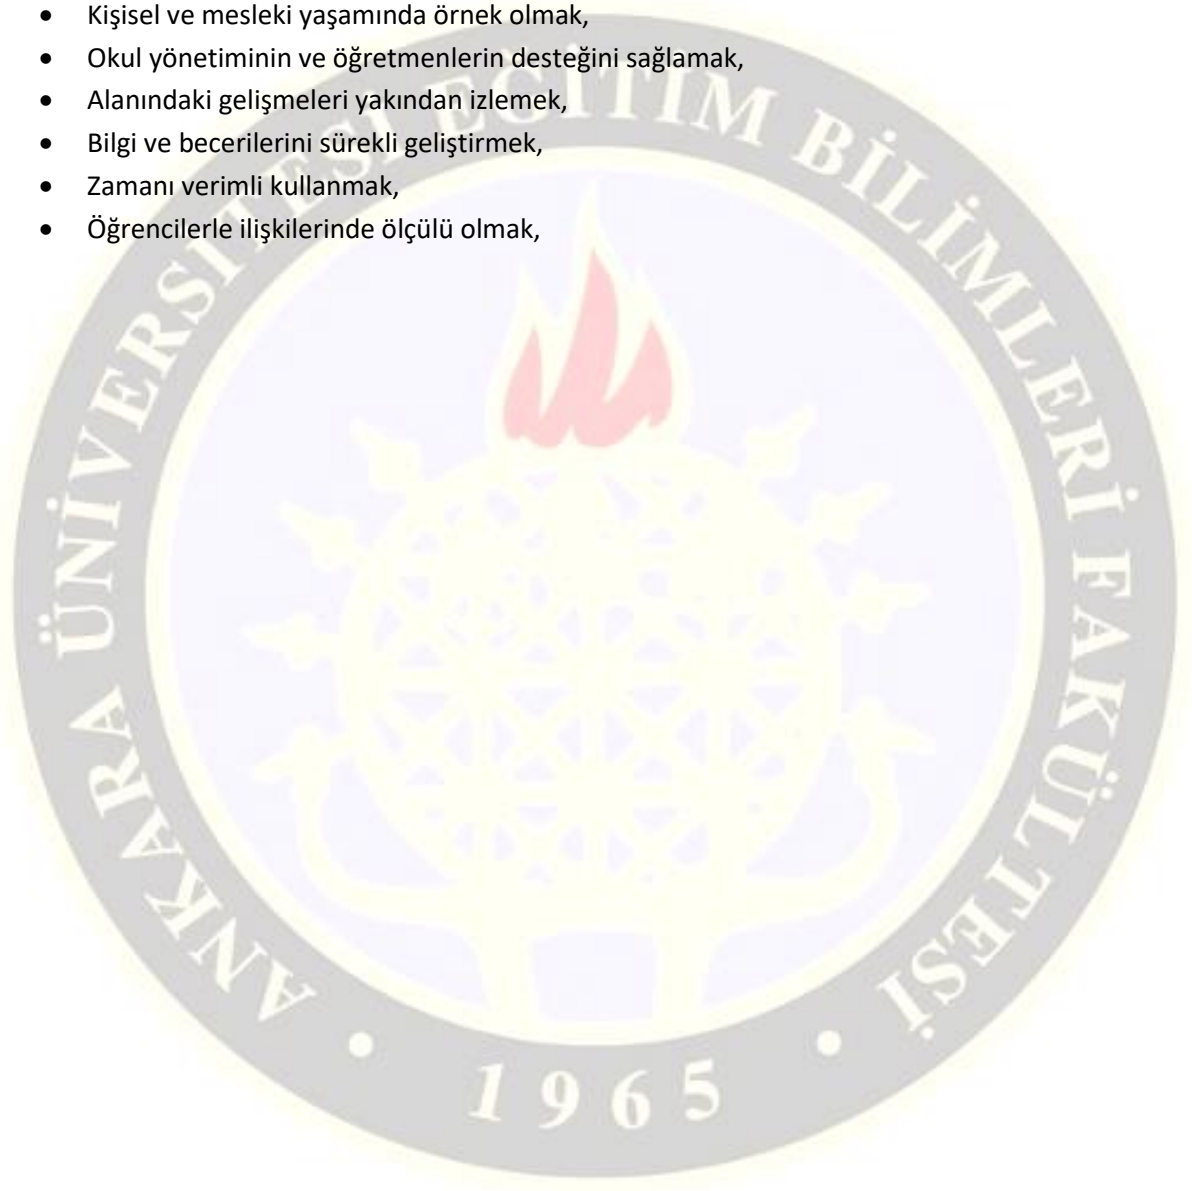 • Kişisel ve mesleki yaşamında örnek olmak,
• Okul yönetiminin ve öğretmenlerin desteğini sağlamak,
• Alanındaki gelişmeleri yakından izlemek,
• Bilgi ve becerilerini sürekli geliştirmek,
• Zamanı verimli kullanmak,
• Öğrencilerle ilişkilerinde ölçülü olmak,
ANKARA ÜNİVERSİTESİ EĞİTİM BİLİMLERİ FAKÜLTESİ
• 1965 •